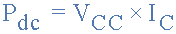 P_dc = V_CC × I_C